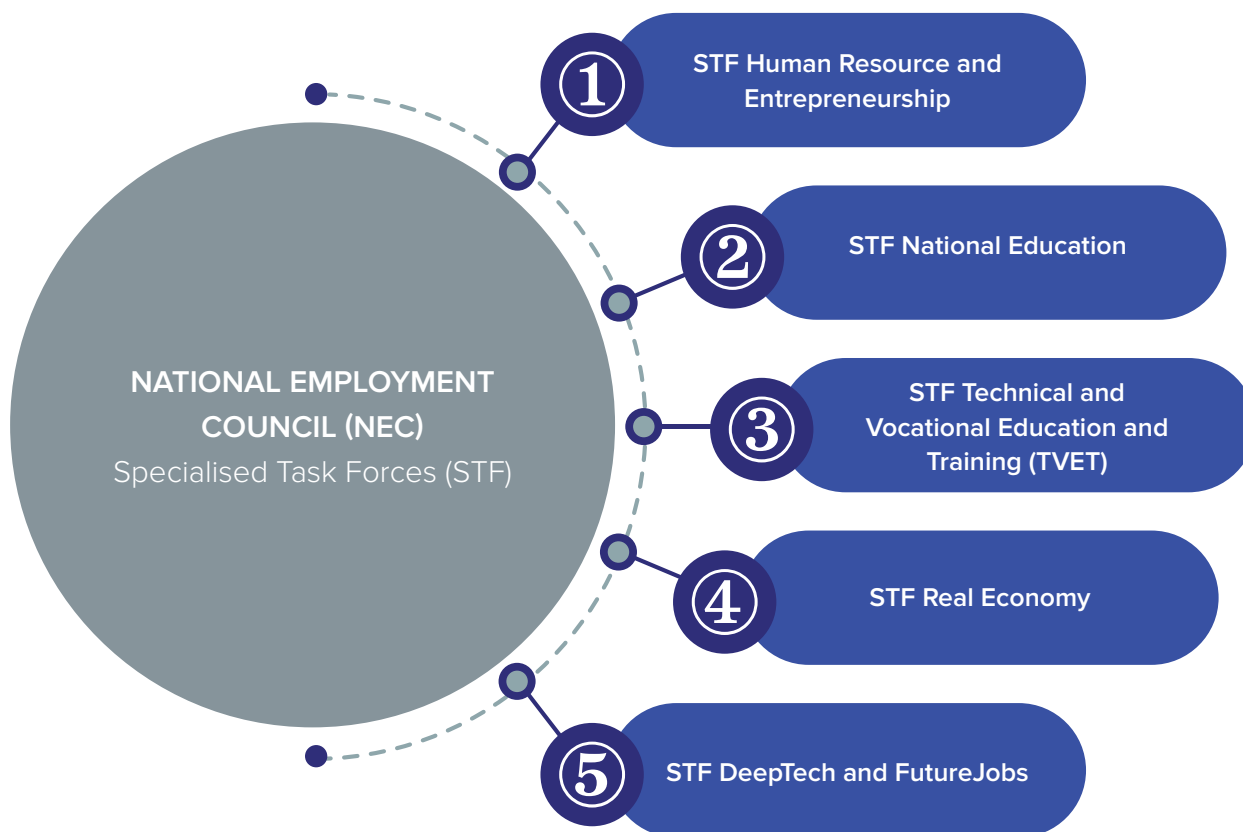 NATIONAL EMPLOYMENT
COUNCIL (NEC)
Specialised Task Forces (STF)
1
STF Human Resource and
Entrepreneurship
2
STF National Education
3
STF Technical and
Vocational Education and
Training (TVET)
4
STF Real Economy
5
STF DeepTech and FutureJobs